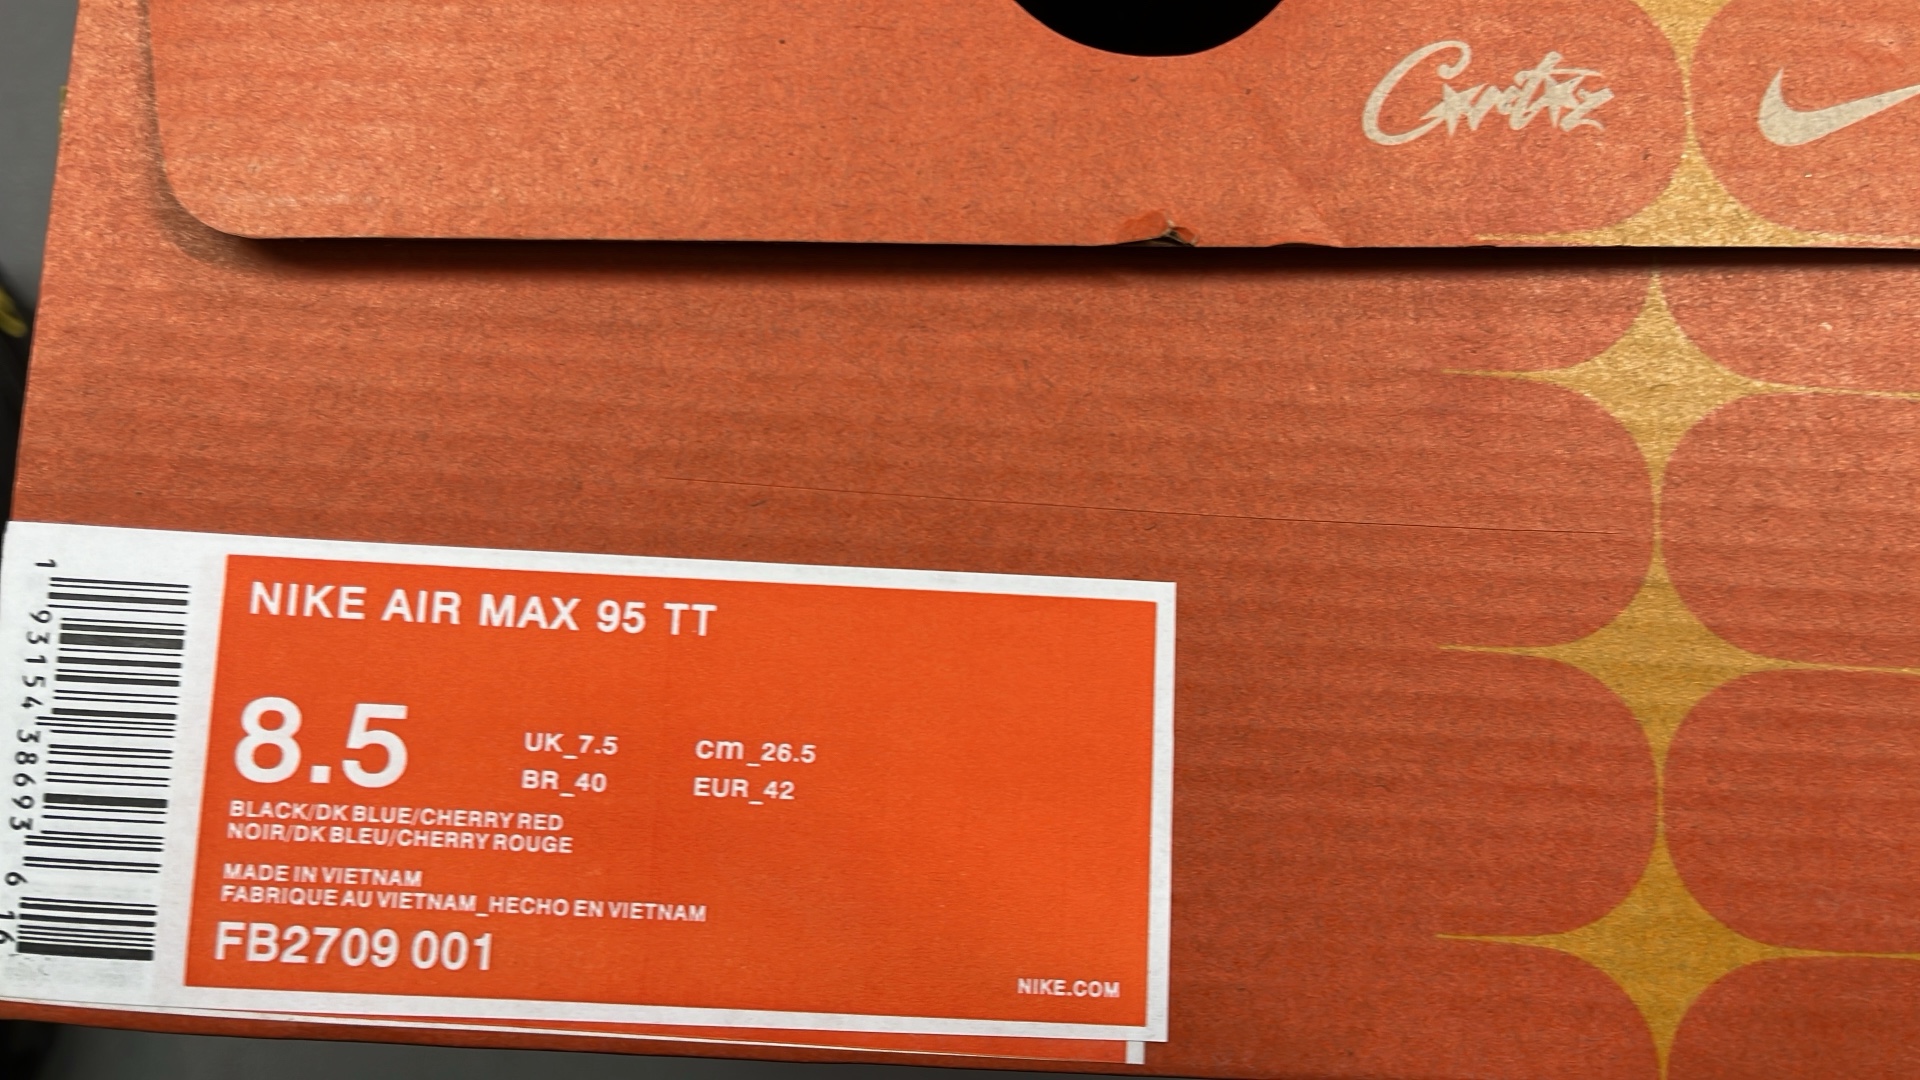 Crrtz
NIKE AIR MAX 95 TT
8.5
UK_7.5 cm_26.5
BR_40 EUR_42
BLACK/DK BLUE/CHERRY RED
NOIR/DK BLEU/CHERRY ROUGE
MADE IN VIETNAM
FABRIQUE AU VIETNAM_HECHO EN VIETNAM
FB2709 001
NIKE.COM
1 93154 38693 6 16